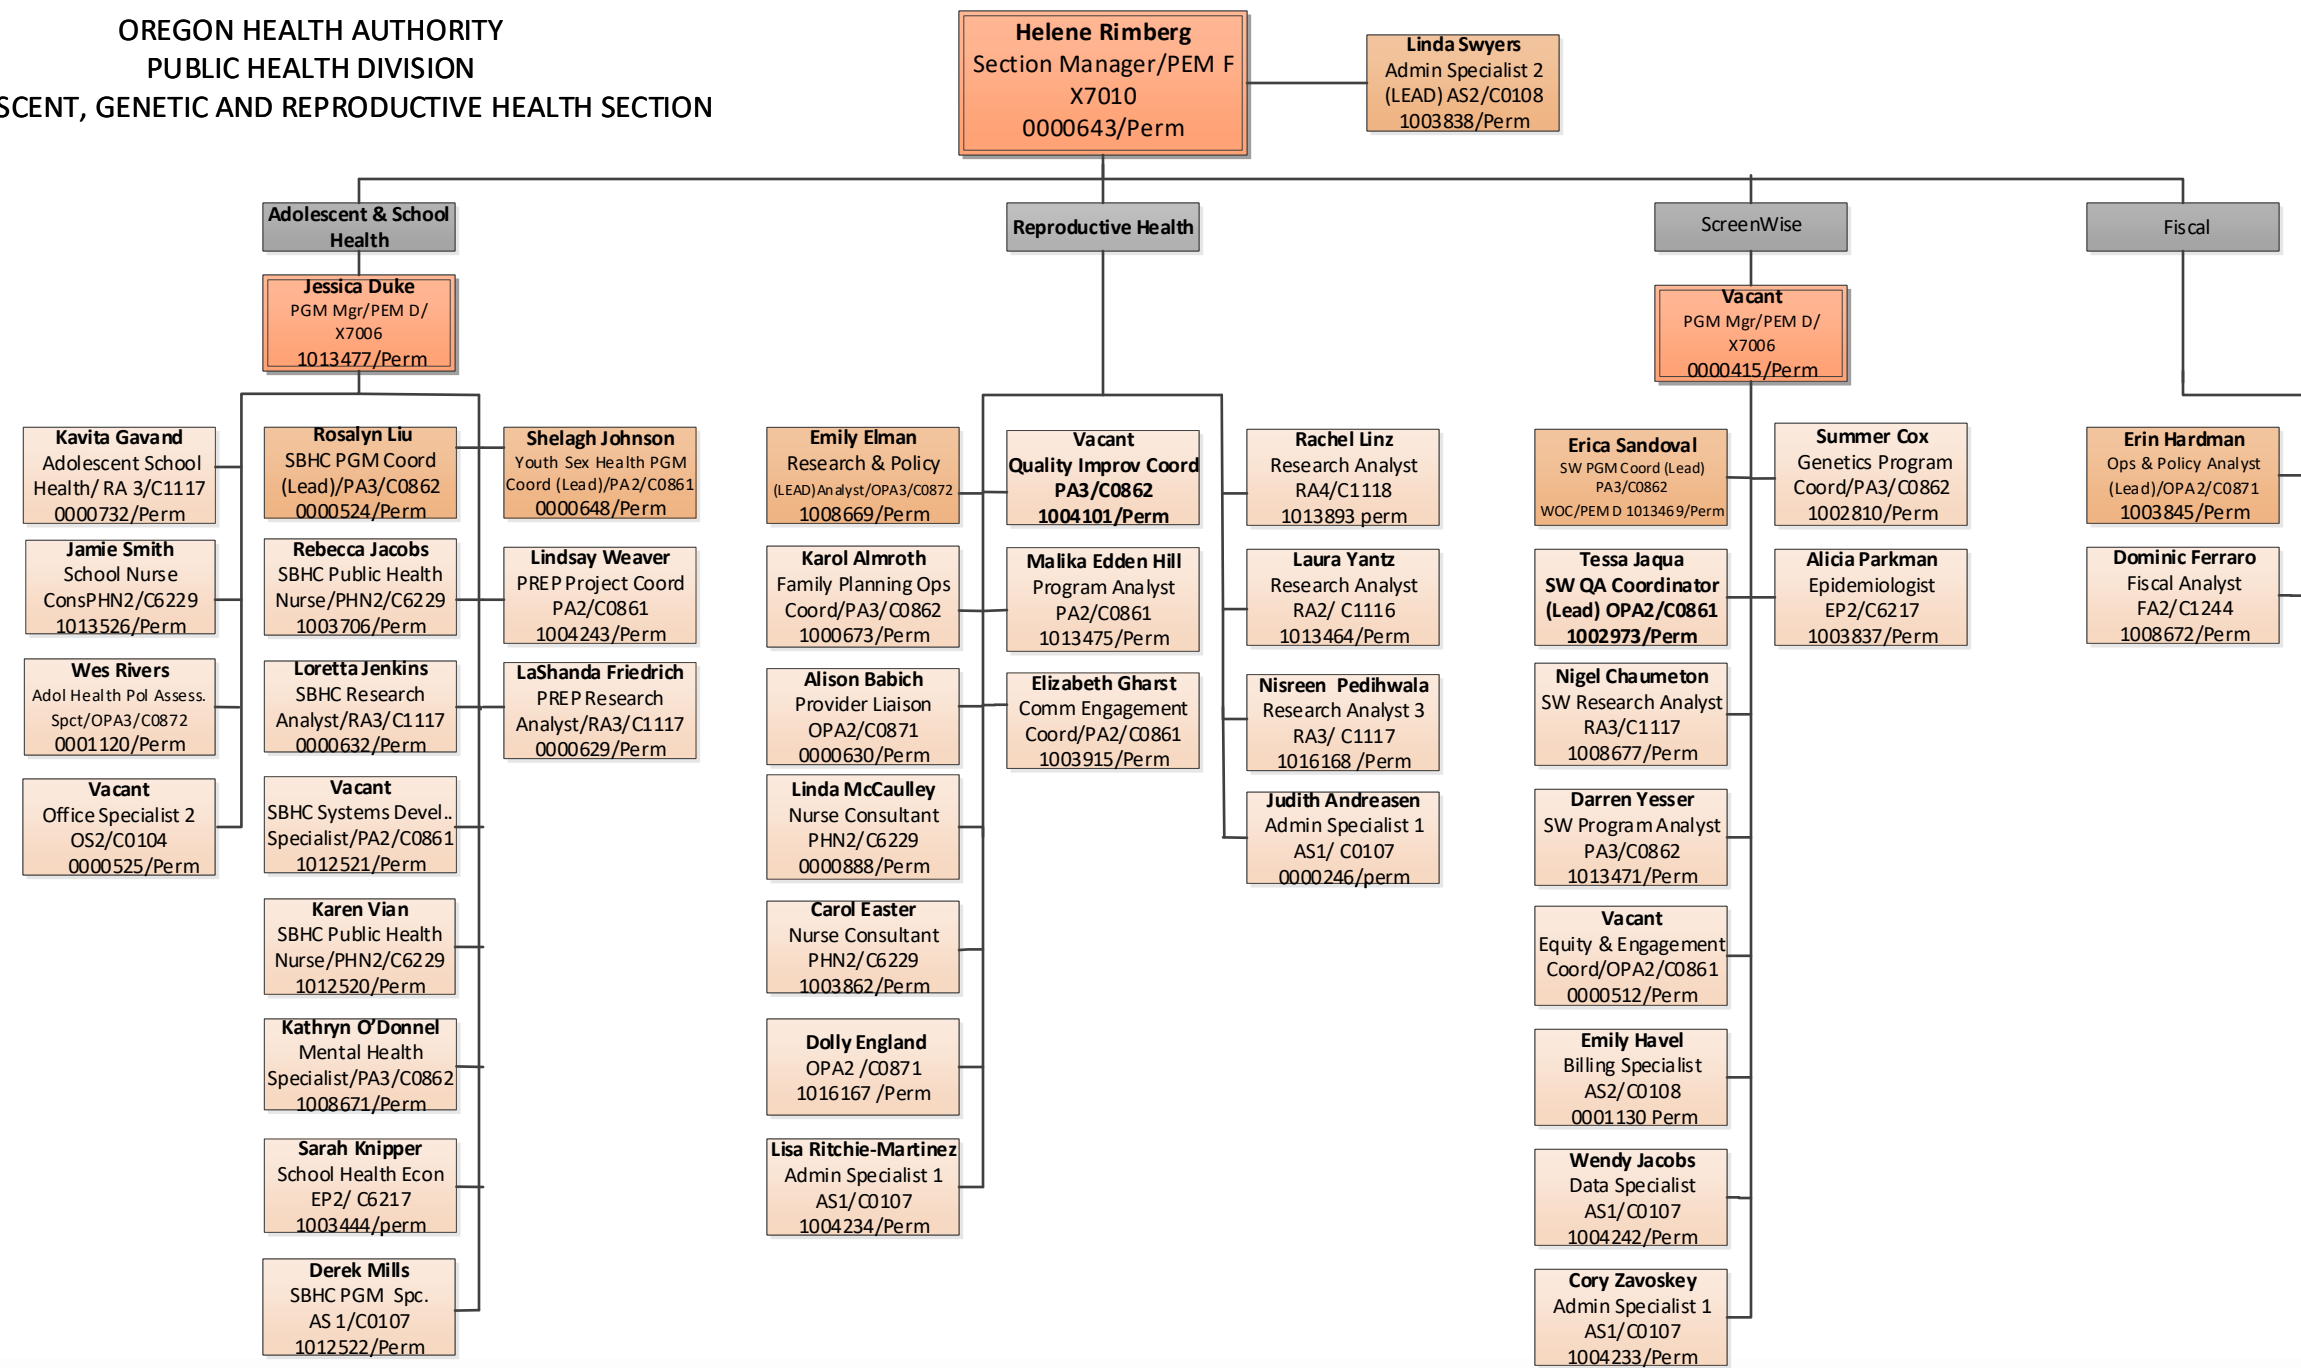 OREGON HEALTH AUTHORITY
PUBLIC HEALTH DIVISION
SCENT, GENETIC AND REPRODUCTIVE HEALTH SECTION
Helene Rimberg
Section Manager/PEM F
X7010
0000643/Perm
Linda Swyers
Admin Specialist 2
(LEAD) AS2/C0108
1003838/Perm
Adolescent & School
Health
Jessica Duke
PGM Mgr/PEM D/
X7006
1013477/Perm
Kavita Gavand
Adolescent School
Health/ RA 3/C1117
0000732/Perm
Jamie Smith
School Nurse
ConsPHN2/C6229
1013526/Perm
Wes Rivers
Adol Health Pol Assess.
Spct/OPA3/C0872
0001120/Perm
Vacant
Office Specialist 2
OS2/C0104
0000525/Perm
Rosalyn Liu
SBHC PGM Coord
(Lead)/PA3/C0862
0000524/Perm
Rebecca Jacobs
SBHC Public Health
Nurse/PHN2/C6229
1003706/Perm
Loretta Jenkins
SBHC Research
Analyst/RA3/C1117
0000632/Perm
Vacant
SBHC Systems Devel..
Specialist/PA2/C0861
1012521/Perm
Karen Vian
SBHC Public Health
Nurse/PHN2/C6229
1012520/Perm
Kathryn O’Donnel
Mental Health
Specialist/PA3/C0862
1008671/Perm
Sarah Knipper
School Health Econ
EP2/ C6217
1003444/perm
Derek Mills
SBHC PGM Spc.
AS 1/C0107
1012522/Perm
Shelagh Johnson
Youth Sex Health PGM
Coord (Lead)/PA2/C0861
0000648/Perm
Lindsay Weaver
PREP Project Coord
PA2/C0861
1004243/Perm
LaShanda Friedrich
PREP Research
Analyst/RA3/C1117
0000629/Perm
Reproductive Health
Emily Elman
Research & Policy
(LEAD)Analyst/OPA3/C0872
1008669/Perm
Karol Almroth
Family Planning Ops
Coord/PA3/C0862
1000673/Perm
Alison Babich
Provider Liaison
OPA2/C0871
0000630/Perm
Linda McCaulley
Nurse Consultant
PHN2/C6229
0000888/Perm
Carol Easter
Nurse Consultant
PHN2/C6229
1003862/Perm
Dolly England
OPA2 /C0871
1016167 /Perm
Lisa Ritchie-Martinez
Admin Specialist 1
AS1/C0107
1004234/Perm
Vacant
Quality Improv Coord
PA3/C0862
1004101/Perm
Malika Edden Hill
Program Analyst
PA2/C0861
1013475/Perm
Elizabeth Gharst
Comm Engagement
Coord/PA2/C0861
1003915/Perm
Rachel Linz
Research Analyst
RA4/C1118
1013893 perm
Laura Yantz
Research Analyst
RA2/ C1116
1013464/Perm
Nisreen Pedihwala
Research Analyst 3
RA3/ C1117
1016168 /Perm
Judith Andreasen
Admin Specialist 1
AS1/ C0107
0000246/perm
ScreenWise
Vacant
PGM Mgr/PEM D/
X7006
0000415/Perm
Erica Sandoval
SW PGM Coord (Lead)
PA3/C0862
WOC/PEM D 1013469/Perm
Tessa Jaqua
SW QA Coordinator
(Lead) OPA2/C0861
1002973/Perm
Nigel Chaumeton
SW Research Analyst
RA3/C1117
1008677/Perm
Darren Yesser
SW Program Analyst
PA3/C0862
1013471/Perm
Vacant
Equity & Engagement
Coord/OPA2/C0861
0000512/Perm
Emily Havel
Billing Specialist
AS2/C0108
0001130 Perm
Wendy Jacobs
Data Specialist
AS1/C0107
1004242/Perm
Cory Zavoskey
Admin Specialist 1
AS1/C0107
1004233/Perm
Summer Cox
Genetics Program
Coord/PA3/C0862
1002810/Perm
Alicia Parkman
Epidemiologist
EP2/C6217
1003837/Perm
Fiscal
Erin Hardman
Ops & Policy Analyst
(Lead)/OPA2/C0871
1003845/Perm
Dominic Ferraro
Fiscal Analyst
FA2/C1244
1008672/Perm